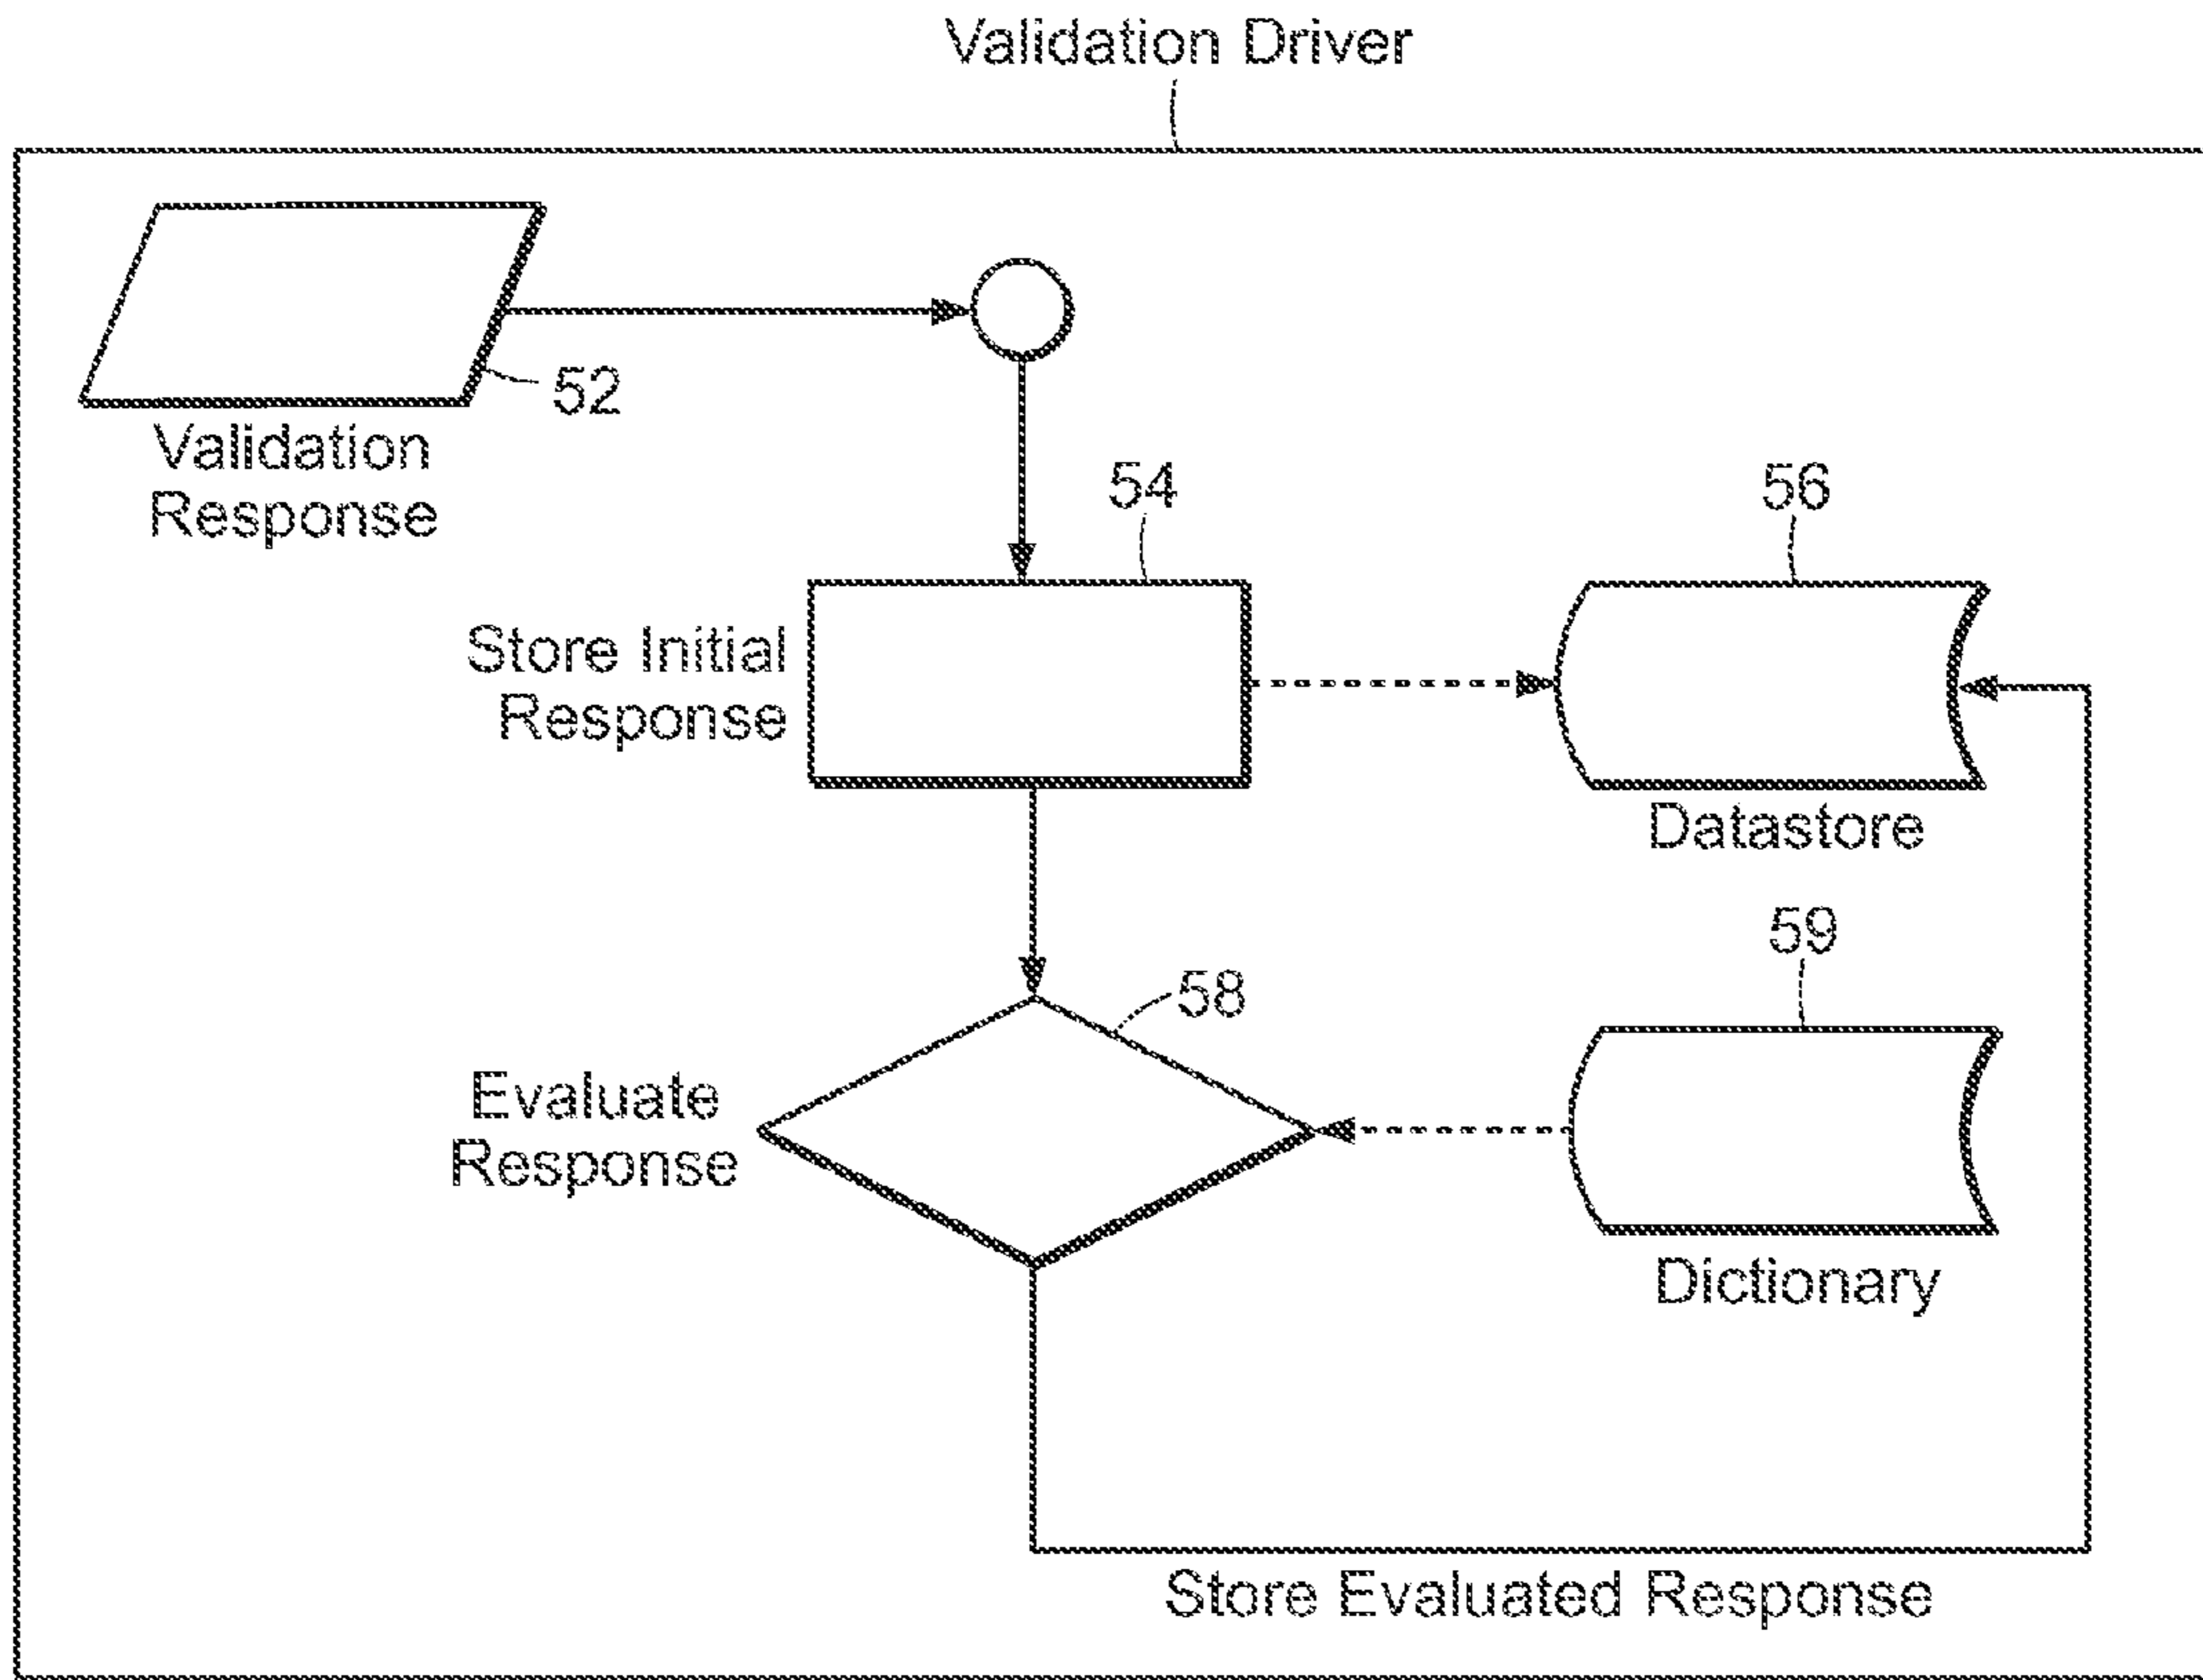 Validation Driver
52
Validation
Response
54
56
Store Initial
Response
Datastore
59
58
Evaluate
Response
Dictionary
Store Evaluated Response